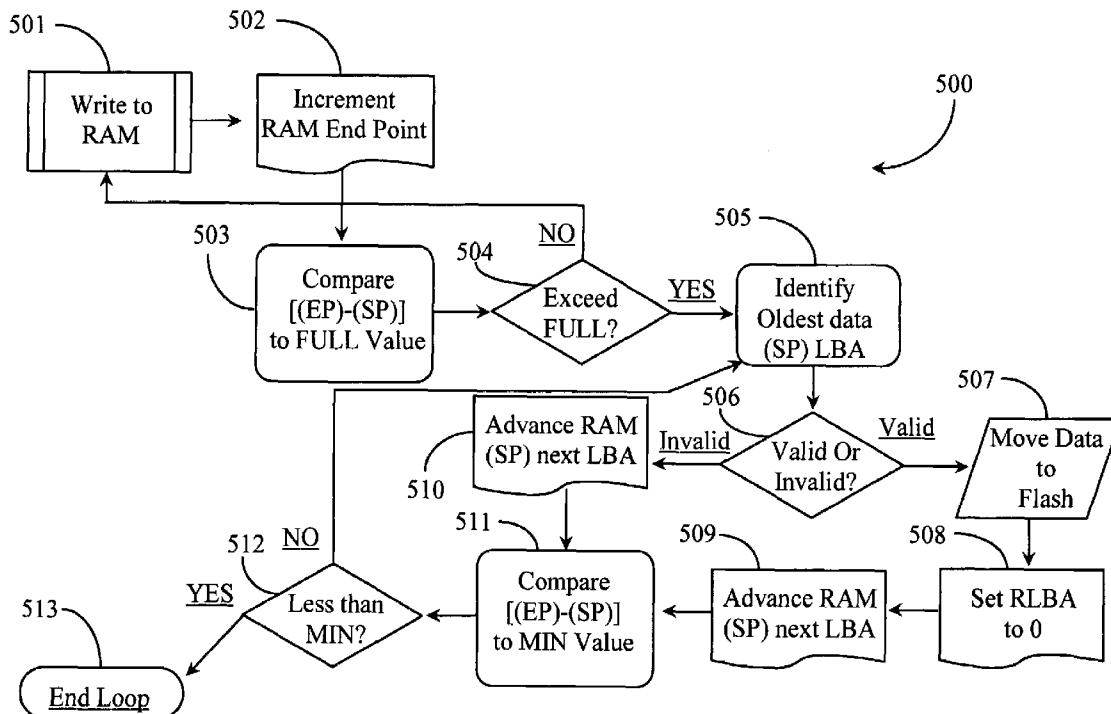 501
502
Write to
RAM
Increment
RAM End Point
500
503
Compare
[(EP)-(SP)]
to FULL Value
504
NO
Exceed
FULL?
YES
505
Identify
Oldest data
(SP) LBA
506
Valid Or
Invalid?
Invalid
Valid
507
Move Data
to
Flash
508
Set RLBA
to 0
509
Advance RAM
(SP) next LBA
Advance RAM
(SP) next LBA
510
511
Compare
[(EP)-(SP)]
to MIN Value
512
NO
Less than
MIN?
YES
513
End Loop